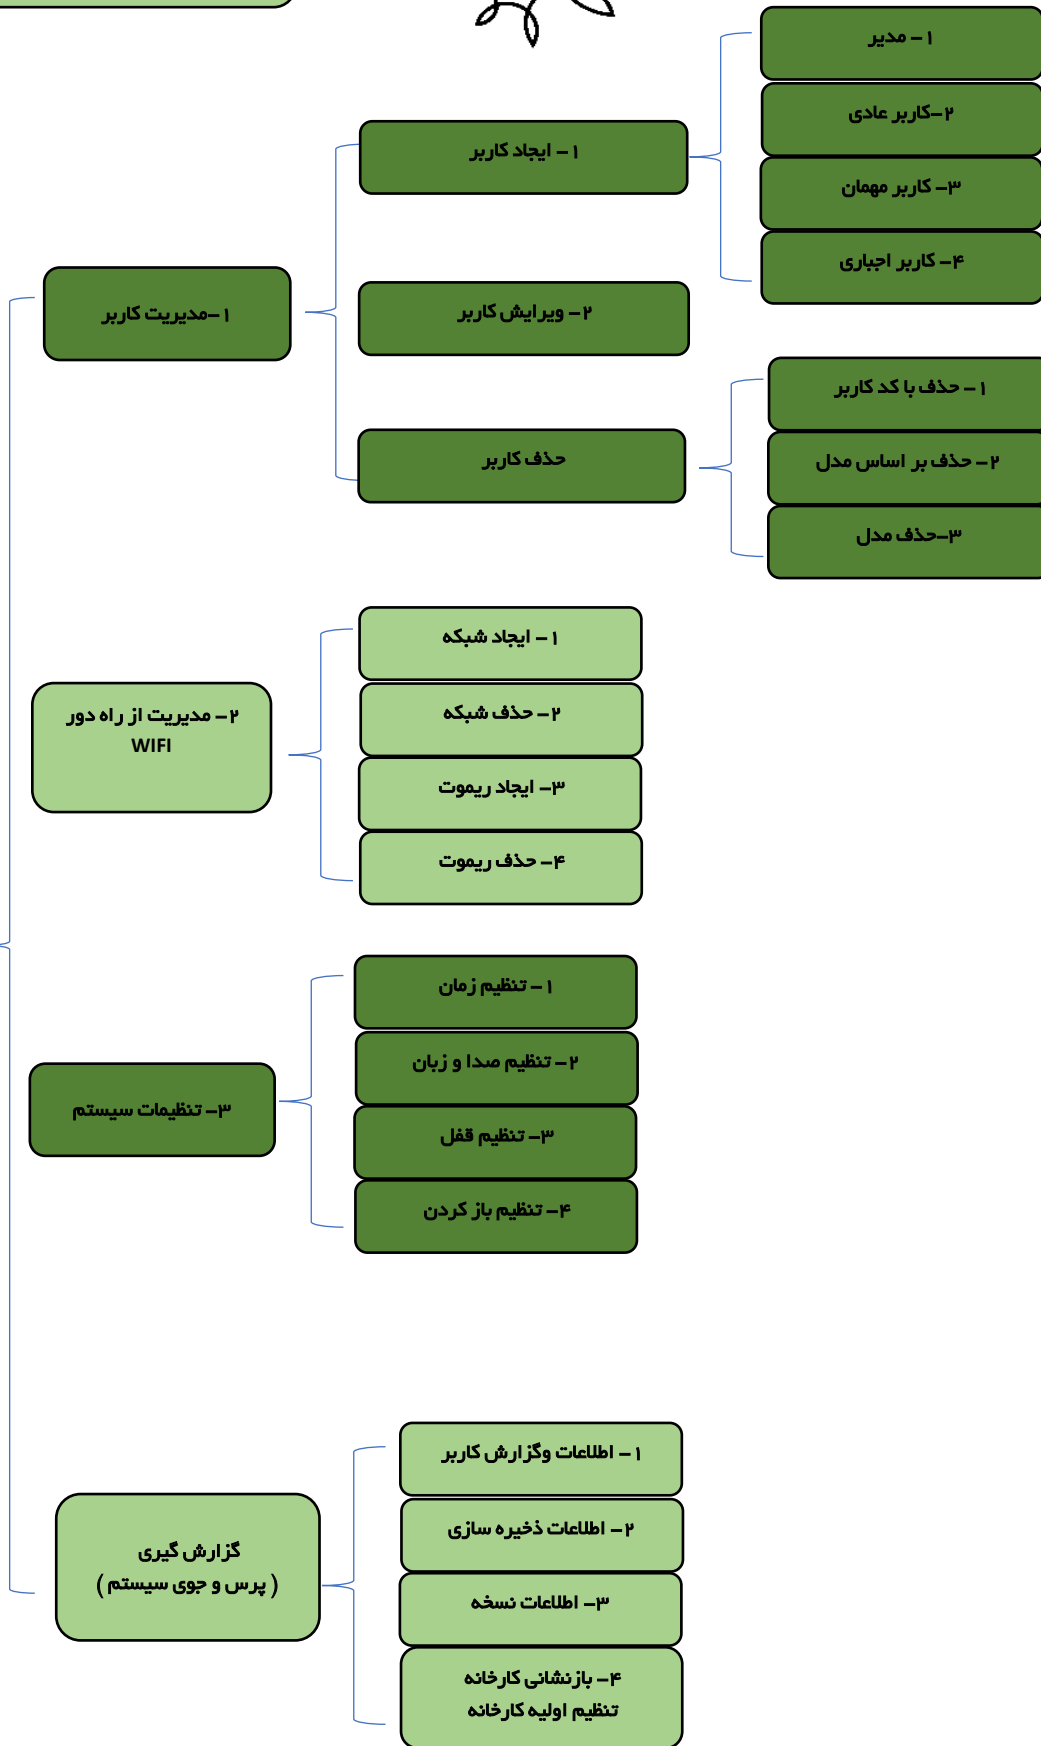 ۱-مدیریت کاربر
۱- ایجاد کاربر
۱- مدیر
۲-کاربر عادی
۳- کاربر مهمان
۴- کاربر اجباری
۲- ویرایش کاربر
حذف کاربر
۱- حذف با کد کاربر
۲- حذف بر اساس مدل
۳-حذف مدل
۲- مدیریت از راه دور
WIFI
۱- ایجاد شبکه
۲- حذف شبکه
۳- ایجاد ریموت
۴- حذف ریموت
۳- تنظیمات سیستم
۱- تنظیم زمان
۲- تنظیم صدا و زبان
۳- تنظیم قفل
۴- تنظیم باز کردن
گزارش گیری
( پرس و جوی سیستم )
۱- اطلاعات وگزارش کاربر
۲- اطلاعات ذخیره سازی
۳- اطلاعات نسخه
۴- بازنشانی کارخانه
تنظیم اولیه کارخانه